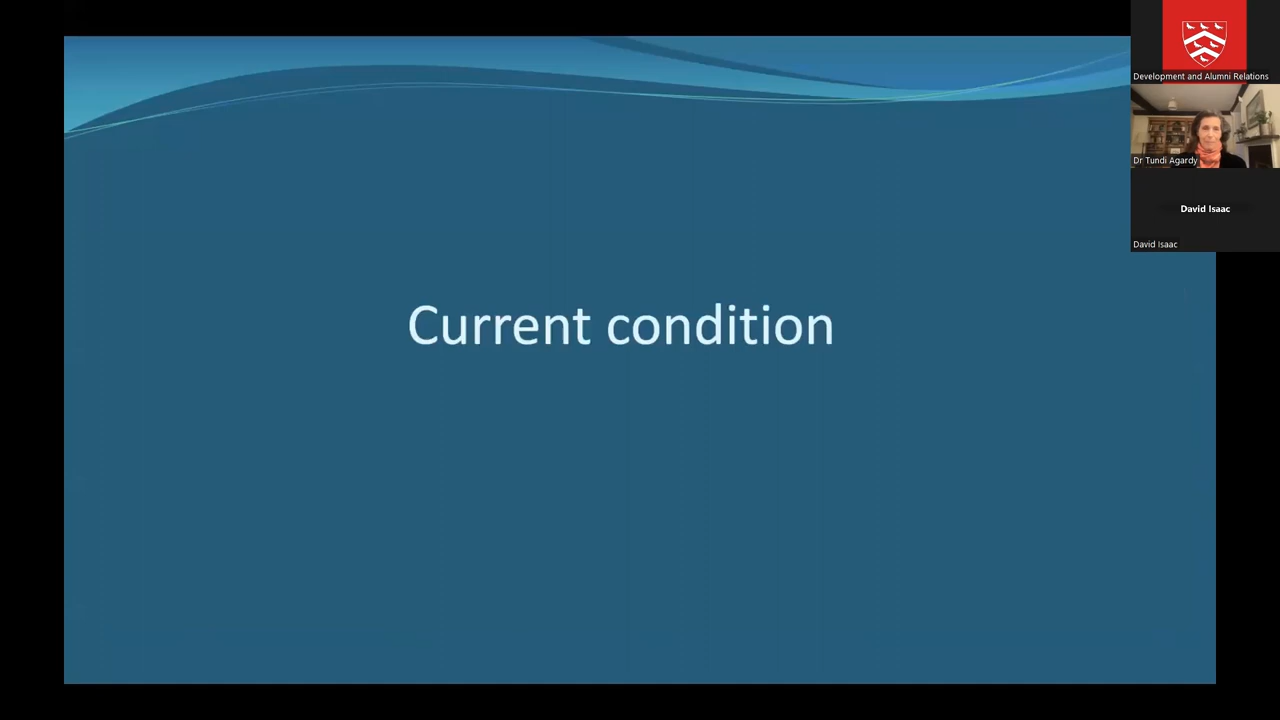 Current condition
Development and Alumni Relations
Dr Tundi Agardy
David Isaac
David Isaac